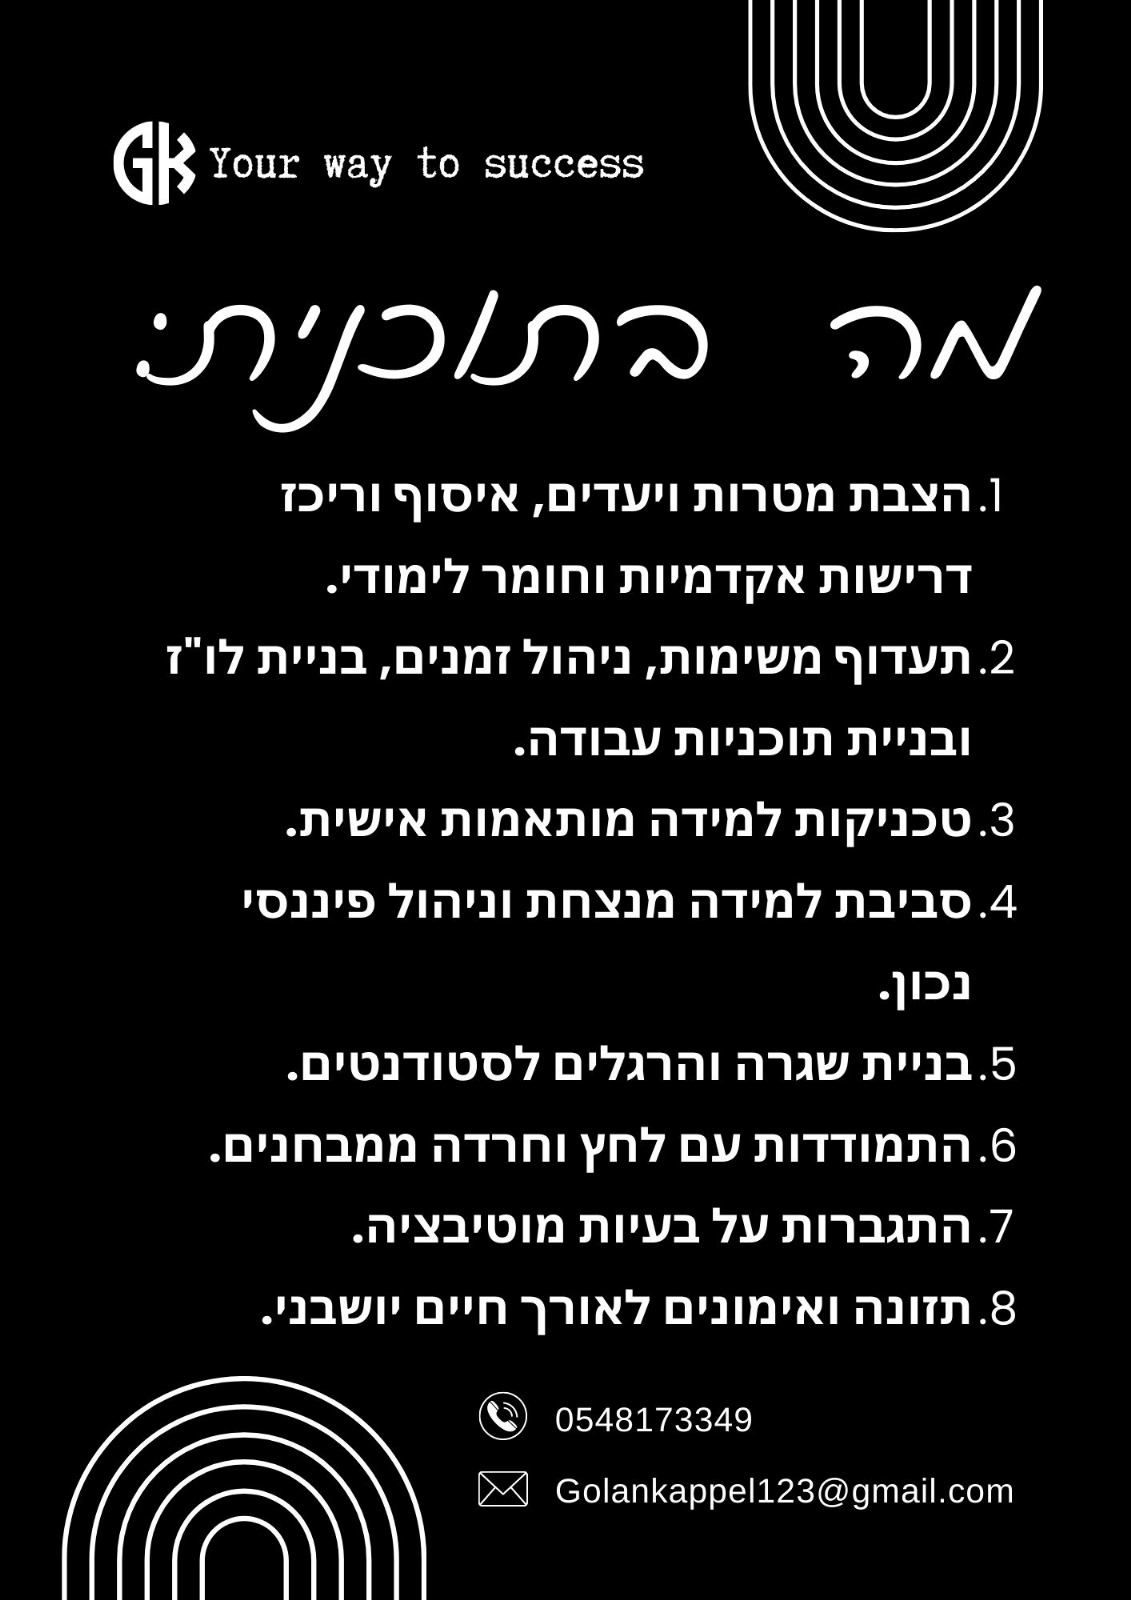 GK Your way to success
מה בתוכנית:
1. הצבת מטרות ויעדים, איסוף וריכז
דרישות אקדמיות וחומר לימודי.
2. תעדוף משימות, ניהול זמנים, בניית לו"ז
ובניית תוכניות עבודה.
3. טכניקות למידה מותאמות אישית.
4. סביבת למידה מנצחת וניהול פיננסי
נכון.
5. בניית שגרה והרגלים לסטודנטים.
6. התמודדות עם לחץ וחרדה ממבחנים.
7. התגברות על בעיות מוטיבציה.
8. תזונה ואימונים לאורך חיים יושבני.
0548173349
Golankappel123@gmail.com